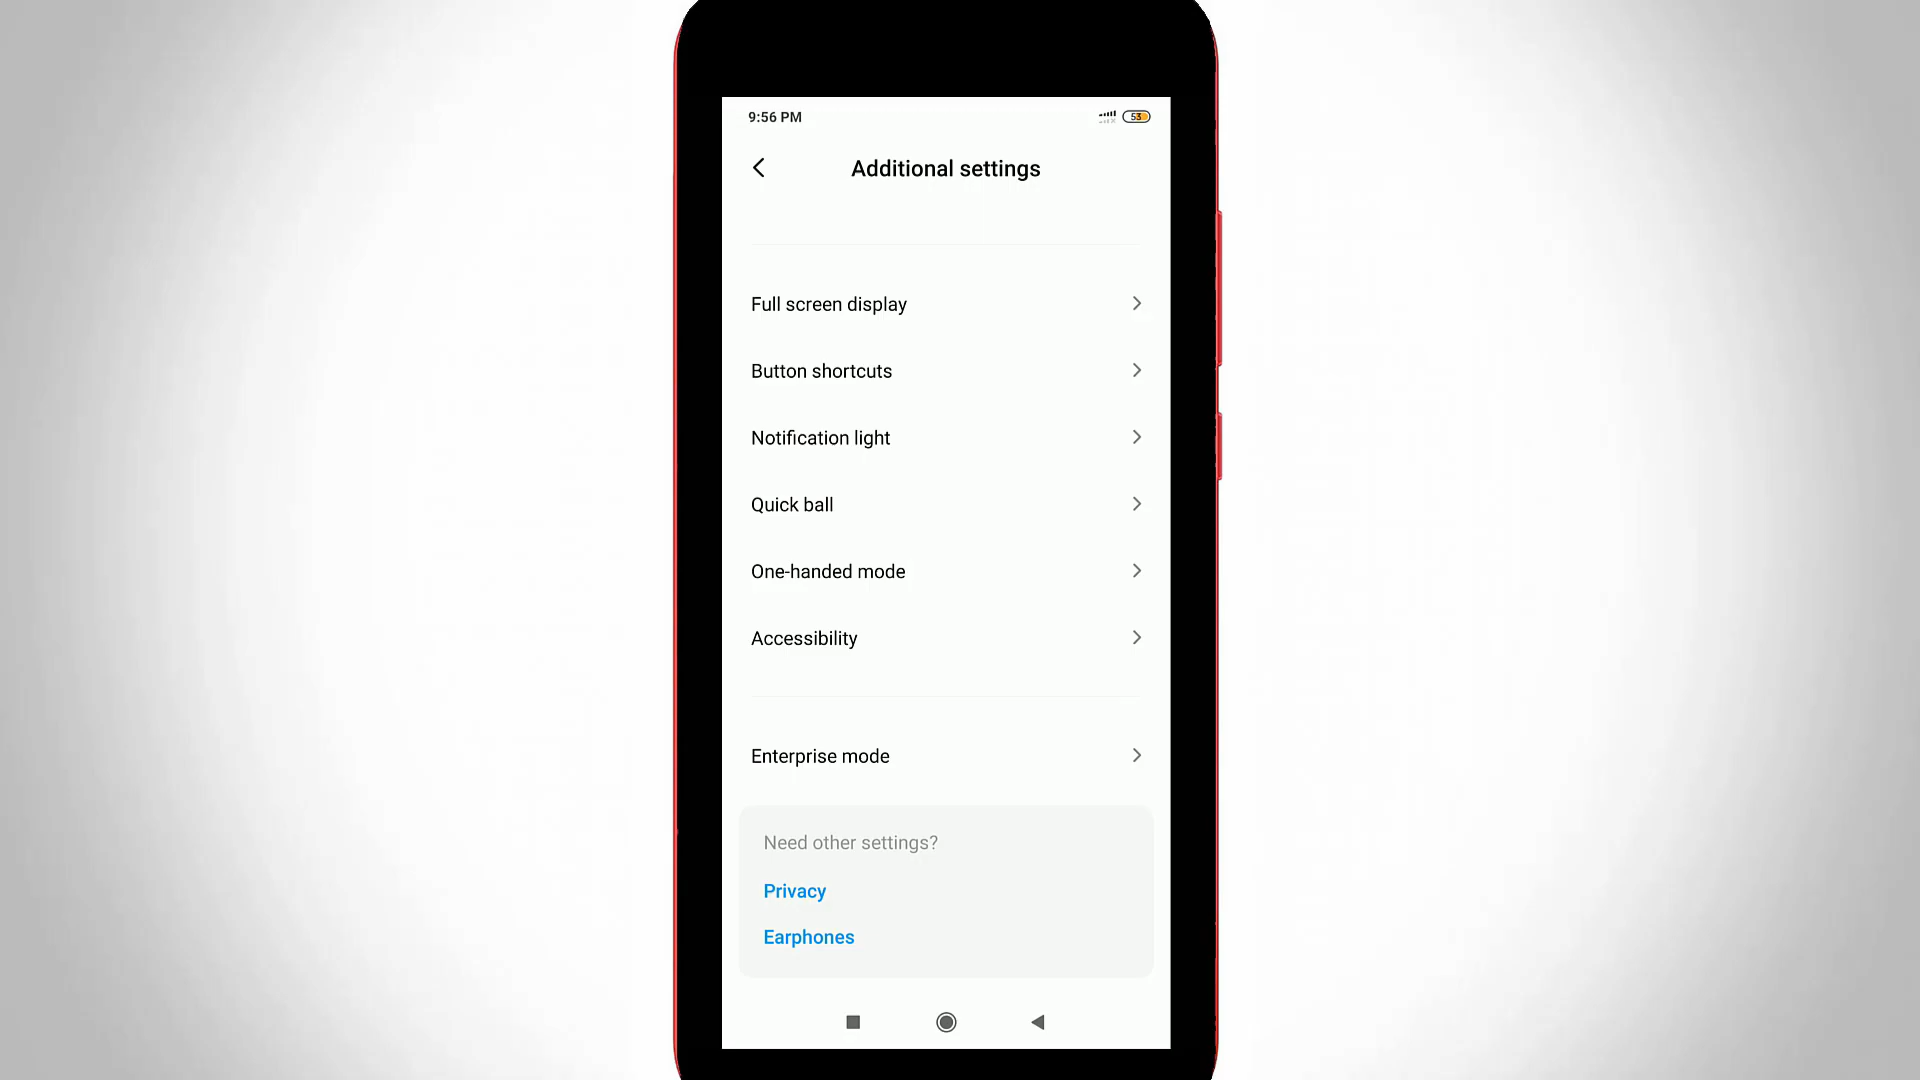 9:56 PM
53
Additional settings
Full screen display
Button shortcuts
Notification light
Quick ball
One-handed mode
Accessibility
Enterprise mode
Need other settings?
Privacy
Earphones